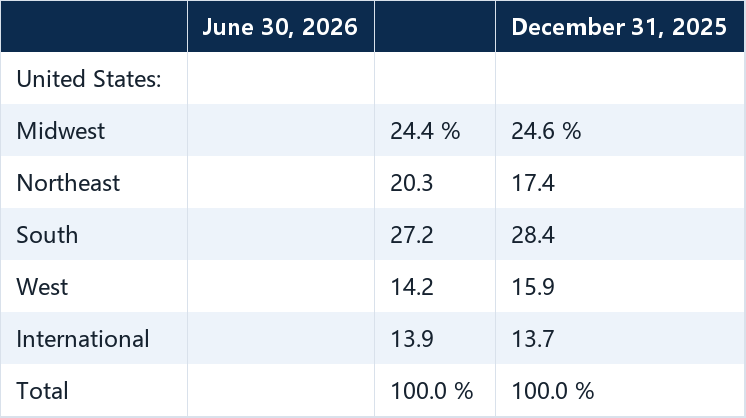 June 30, 2026 December 31, 2025
United States:
Midwest 24.4 % 24.6 %
Northeast 20.3 17.4
South 27.2 28.4
West 14.2 15.9
International 13.9 13.7
Total 100.0 % 100.0 %